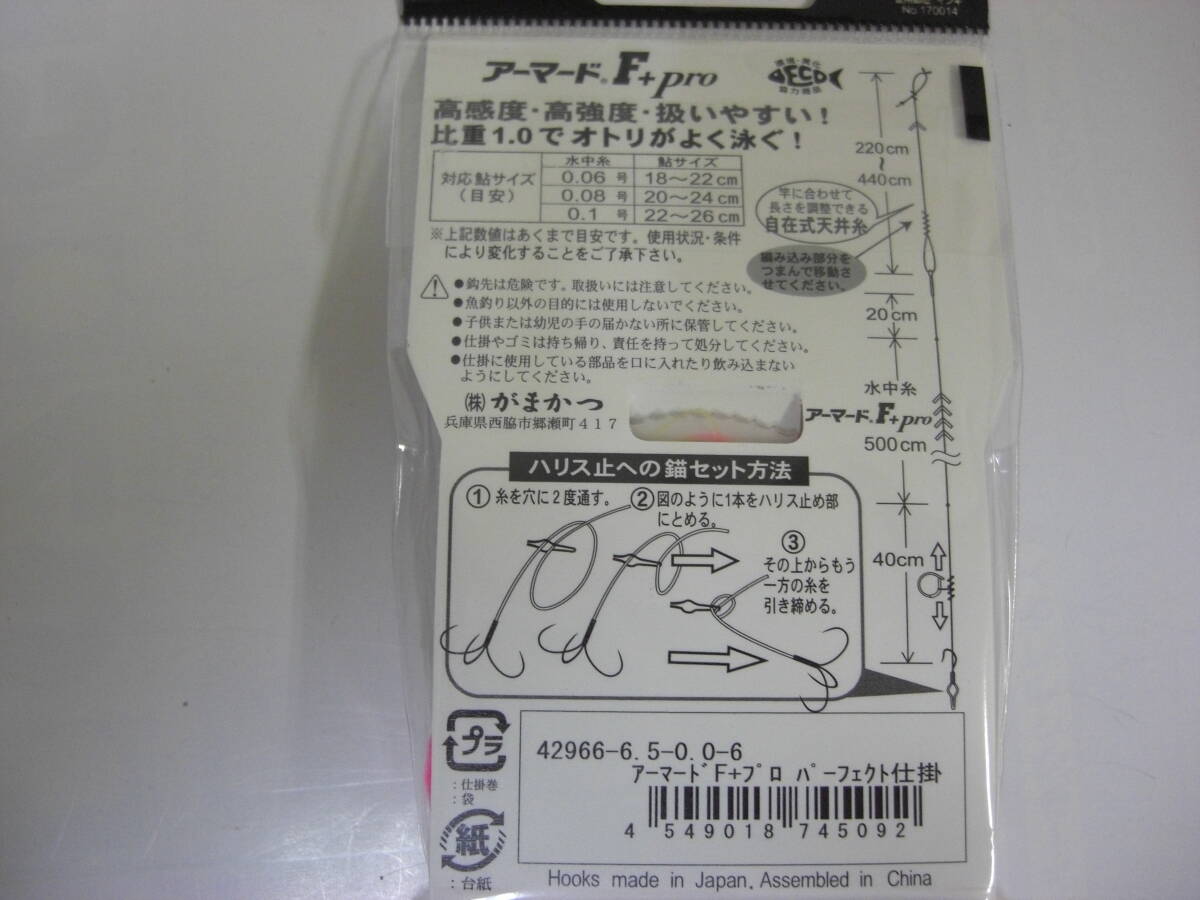 No.170014
アーマード® F+pro
環境・浄化
ECO
協力商品
高感度・高強度・扱いやすい！
比重1.0でオトリがよく泳ぐ！
対応鮎サイズ
（目安）
水中糸 鮎サイズ
0.06 号 18〜22cm
0.08 号 20〜24cm
0.1 号 22〜26cm
※上記数値はあくまで目安です。使用状況・条件
により変化することをご了承下さい。
●鈎先は危険です。取扱いには注意してください。
●魚釣り以外の目的には使用しないでください。
●子供または幼児の手の届かない所に保管してください。
●仕掛やゴミは持ち帰り、責任を持って処分してください。
●仕掛に使用している部品を口に入れたり飲み込まない
ようにしてください。
㈱がまかつ
兵庫県西脇市郷瀬町417
220cm
〜
440cm
竿に合わせて
長さを調整できる
自在式天井糸
編み込み部分を
つまんで移動さ
せてください。
20cm
水中糸
アーマード® F+pro
500cm
40cm
ハリス止への錨セット方法
①糸を穴に2度通す。
②図のように1本をハリス止め部
にとめる。
③
その上からもう
一方の糸を
引き締める。
プラ
：仕掛巻
：袋
紙
：台紙
42966-6.5-0.0-6
アーマードF+プロ パーフェクト仕掛
4 549018 745092
Hooks made in Japan, Assembled in China